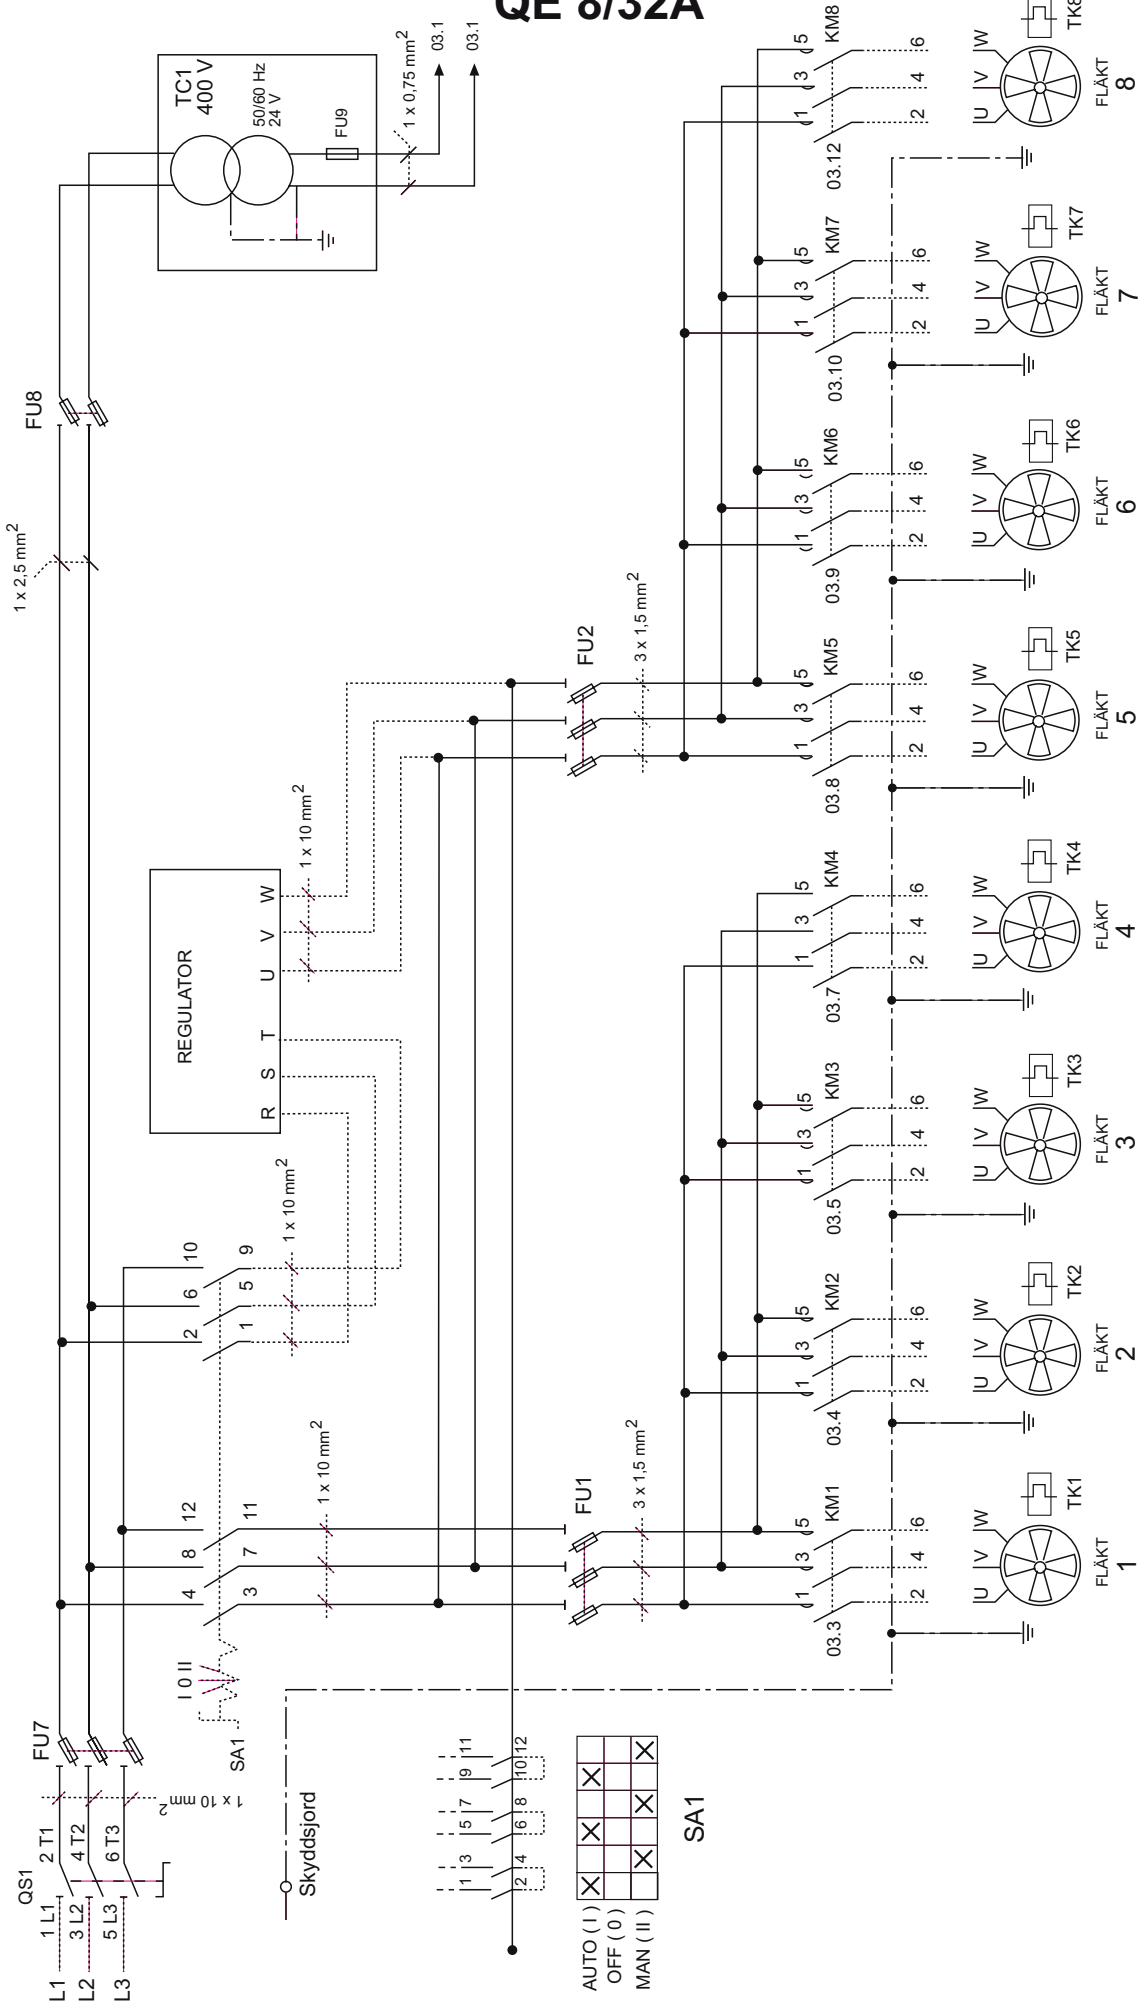 QE 8/32A
L1
L2
L3
1 L1
3 L2
5 L3
QS1
2 T1
4 T2
6 T3
1 x 10 mm2
FU7
I 0 II
SA1
4
8
12
3
7
11
1 x 10 mm2
2
6
10
1
5
9
1 x 10 mm2
REGULATOR
R
S
T
U
V
W
1 x 10 mm2
1 x 2,5 mm2
FU8
TC1
400 V
50/60 Hz
24 V
FU9
1 x 0,75 mm2
03.1
03.1
Skyddsjord
1
3
5
7
9
11
2
4
6
8
10
12
AUTO ( I )
OFF ( 0 )
MAN ( II )
SA1
FU1
3 x 1,5 mm2
FU2
3 x 1,5 mm2
1
3
5
KM1
03.3
2
4
6
U
V
W
TK1
FLÄKT
1
1
3
5
KM2
03.4
2
4
6
U
V
W
TK2
FLÄKT
2
1
3
5
KM3
03.5
2
4
6
U
V
W
TK3
FLÄKT
3
1
3
5
KM4
03.7
2
4
6
U
V
W
TK4
FLÄKT
4
1
3
5
KM5
03.8
2
4
6
U
V
W
TK5
FLÄKT
5
1
3
5
KM6
03.9
2
4
6
U
V
W
TK6
FLÄKT
6
1
3
5
KM7
03.10
2
4
6
U
V
W
TK7
FLÄKT
7
1
3
5
KM8
03.12
2
4
6
U
V
W
TK8
FLÄKT
8